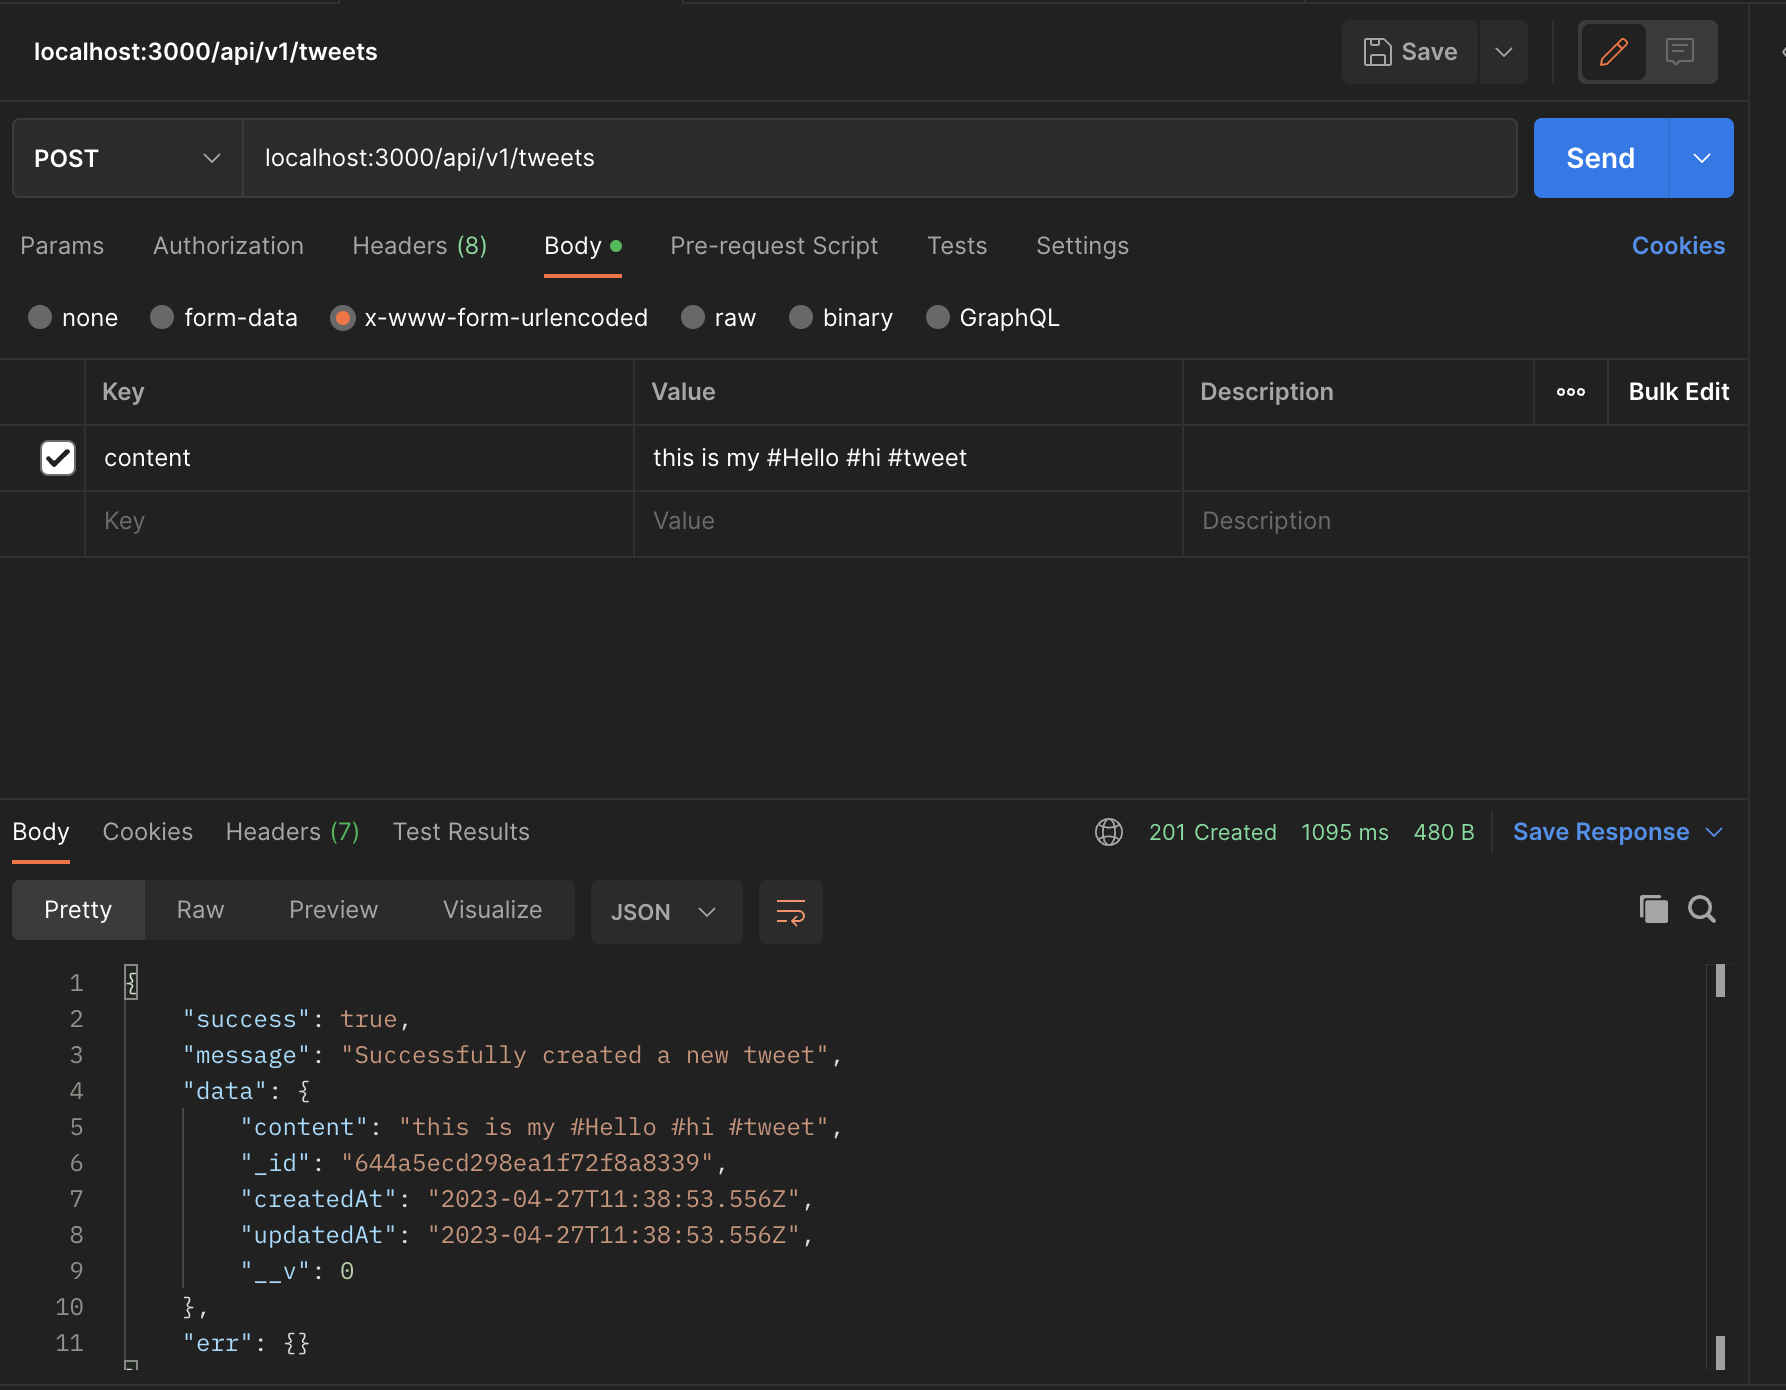 localhost:3000/api/v1/tweets Save
POST localhost:3000/api/v1/tweets Send
Params Authorization Headers (8) Body Pre-request Script Tests Settings Cookies
none form-data x-www-form-urlencoded raw binary GraphQL
Key Value Description Bulk Edit
content this is my #Hello #hi #tweet
Key Value Description
Body Cookies Headers (7) Test Results 201 Created 1095 ms 480 B Save Response
Pretty Raw Preview Visualize JSON
1 {
2 "success": true,
3 "message": "Successfully created a new tweet",
4 "data": {
5 "content": "this is my #Hello #hi #tweet",
6 "_id": "644a5ecd298ea1f72f8a8339",
7 "createdAt": "2023-04-27T11:38:53.556Z",
8 "updatedAt": "2023-04-27T11:38:53.556Z",
9 "__v": 0
10 },
11 "err": {}